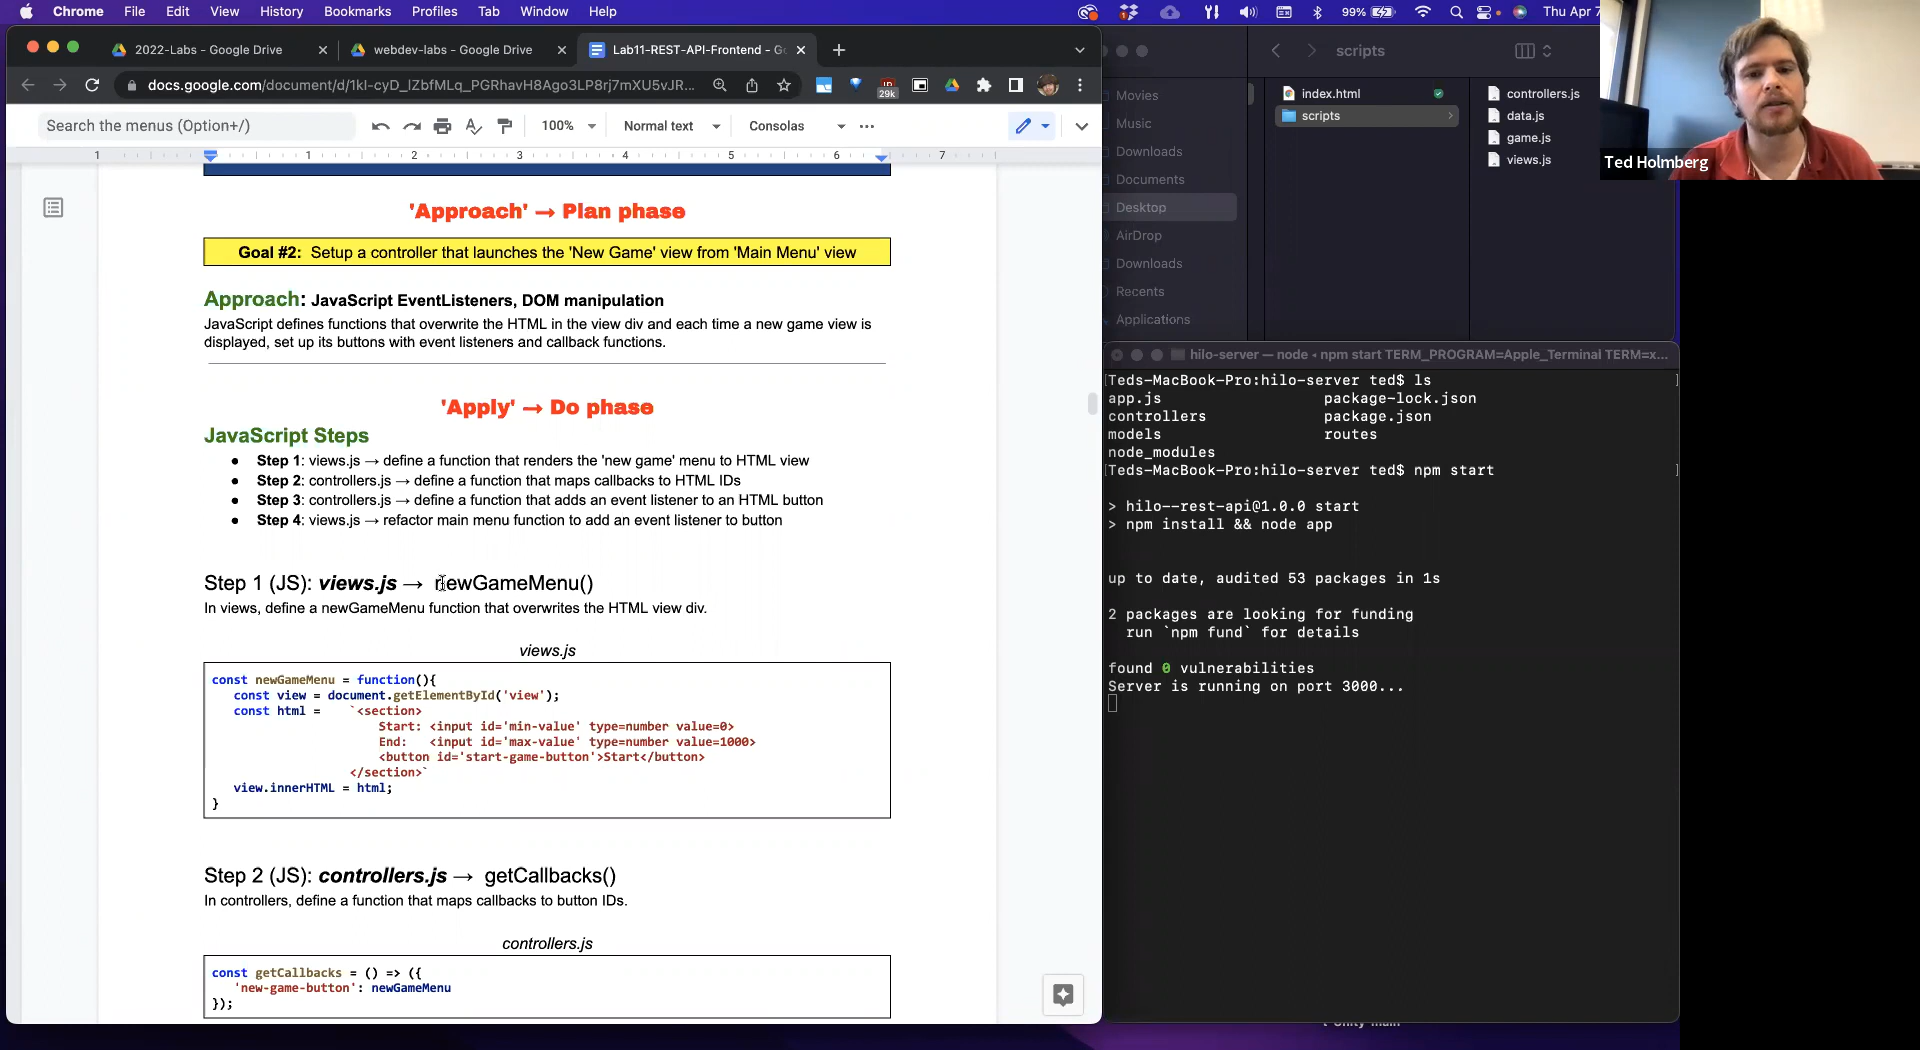 Chrome File Edit View History Bookmarks Profiles Tab Window Help
99% Thu Apr 7
2022-Labs - Google Drive
webdev-labs - Google Drive
Lab11-REST-API-Frontend - Go
docs.google.com/document/d/1kI-cyD_lZbfMLq_PGRhavH8Ago3LP8rj7mXU5vJR...
29k
Search the menus (Option+/)
100% Normal text Consolas
1 1 2 3 4 5 6 7
'Approach' → Plan phase
Goal #2: Setup a controller that launches the 'New Game' view from 'Main Menu' view
Approach: JavaScript EventListeners, DOM manipulation
JavaScript defines functions that overwrite the HTML in the view div and each time a new game view is
displayed, set up its buttons with event listeners and callback functions.
'Apply' → Do phase
JavaScript Steps
● Step 1: views.js → define a function that renders the 'new game' menu to HTML view
● Step 2: controllers.js → define a function that maps callbacks to HTML IDs
● Step 3: controllers.js → define a function that adds an event listener to an HTML button
● Step 4: views.js → refactor main menu function to add an event listener to button
Step 1 (JS): views.js → newGameMenu()
In views, define a newGameMenu function that overwrites the HTML view div.
views.js
const newGameMenu = function(){
const view = document.getElementById('view');
const html = `<section>
Start: <input id='min-value' type=number value=0>
End: <input id='max-value' type=number value=1000>
<button id='start-game-button'>Start</button>
</section>`
view.innerHTML = html;
}
Step 2 (JS): controllers.js → getCallbacks()
In controllers, define a function that maps callbacks to button IDs.
controllers.js
const getCallbacks = () => ({
'new-game-button': newGameMenu
});
scripts
Movies
Music
Downloads
Documents
Desktop
AirDrop
Downloads
Recents
Applications
index.html
scripts
controllers.js
data.js
game.js
views.js
Ted Holmberg
hilo-server — node ◂ npm start TERM_PROGRAM=Apple_Terminal TERM=x...
[Teds-MacBook-Pro:hilo-server ted$ ls ]
app.js package-lock.json
controllers package.json
models routes
node_modules
[Teds-MacBook-Pro:hilo-server ted$ npm start ]
> hilo--rest-api@1.0.0 start
> npm install && node app
up to date, audited 53 packages in 1s
2 packages are looking for funding
run `npm fund` for details
found 0 vulnerabilities
Server is running on port 3000...